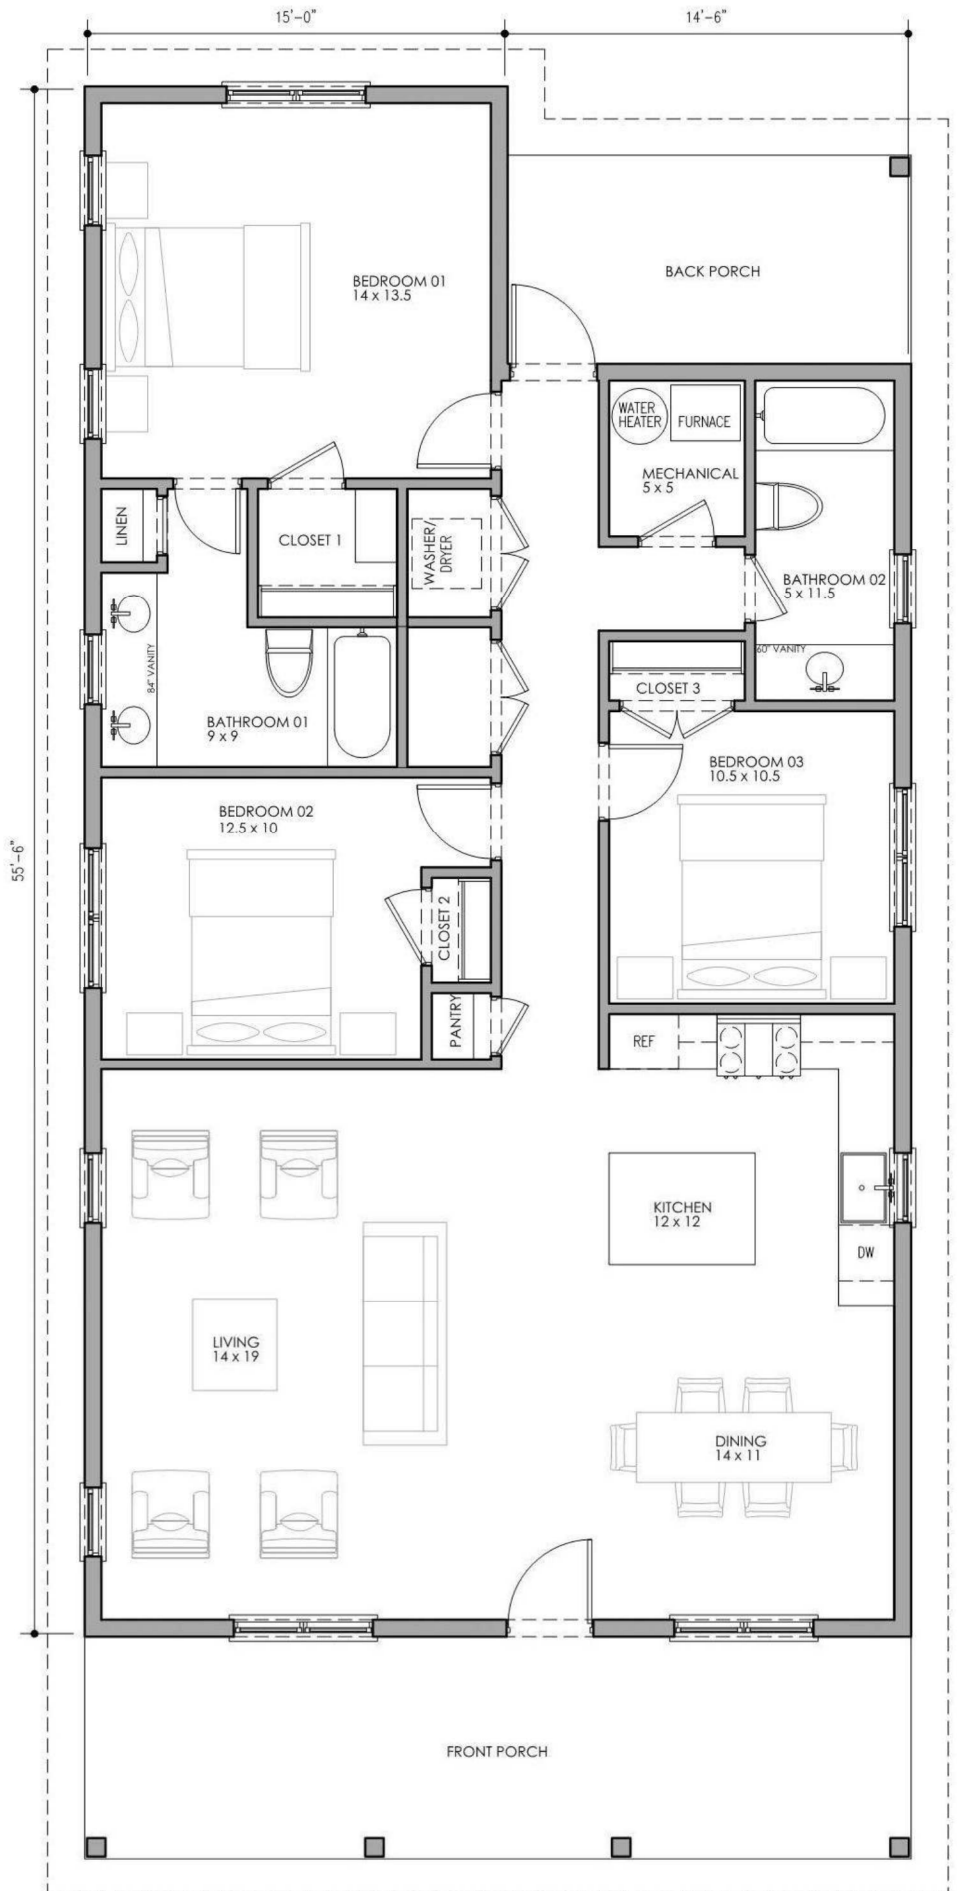 15'-0"
14'-6"
BACK PORCH
BEDROOM 01
14 x 13.5
WATER
HEATER
FURNACE
MECHANICAL
5 x 5
LINEN
CLOSET 1
WASHER/
DRYER
BATHROOM 02
5 x 11.5
60" VANITY
84" VANITY
CLOSET 3
BATHROOM 01
9 x 9
BEDROOM 03
10.5 x 10.5
BEDROOM 02
12.5 x 10
55'-6"
CLOSET 2
PANTRY
REF
KITCHEN
12 x 12
DW
LIVING
14 x 19
DINING
14 x 11
FRONT PORCH